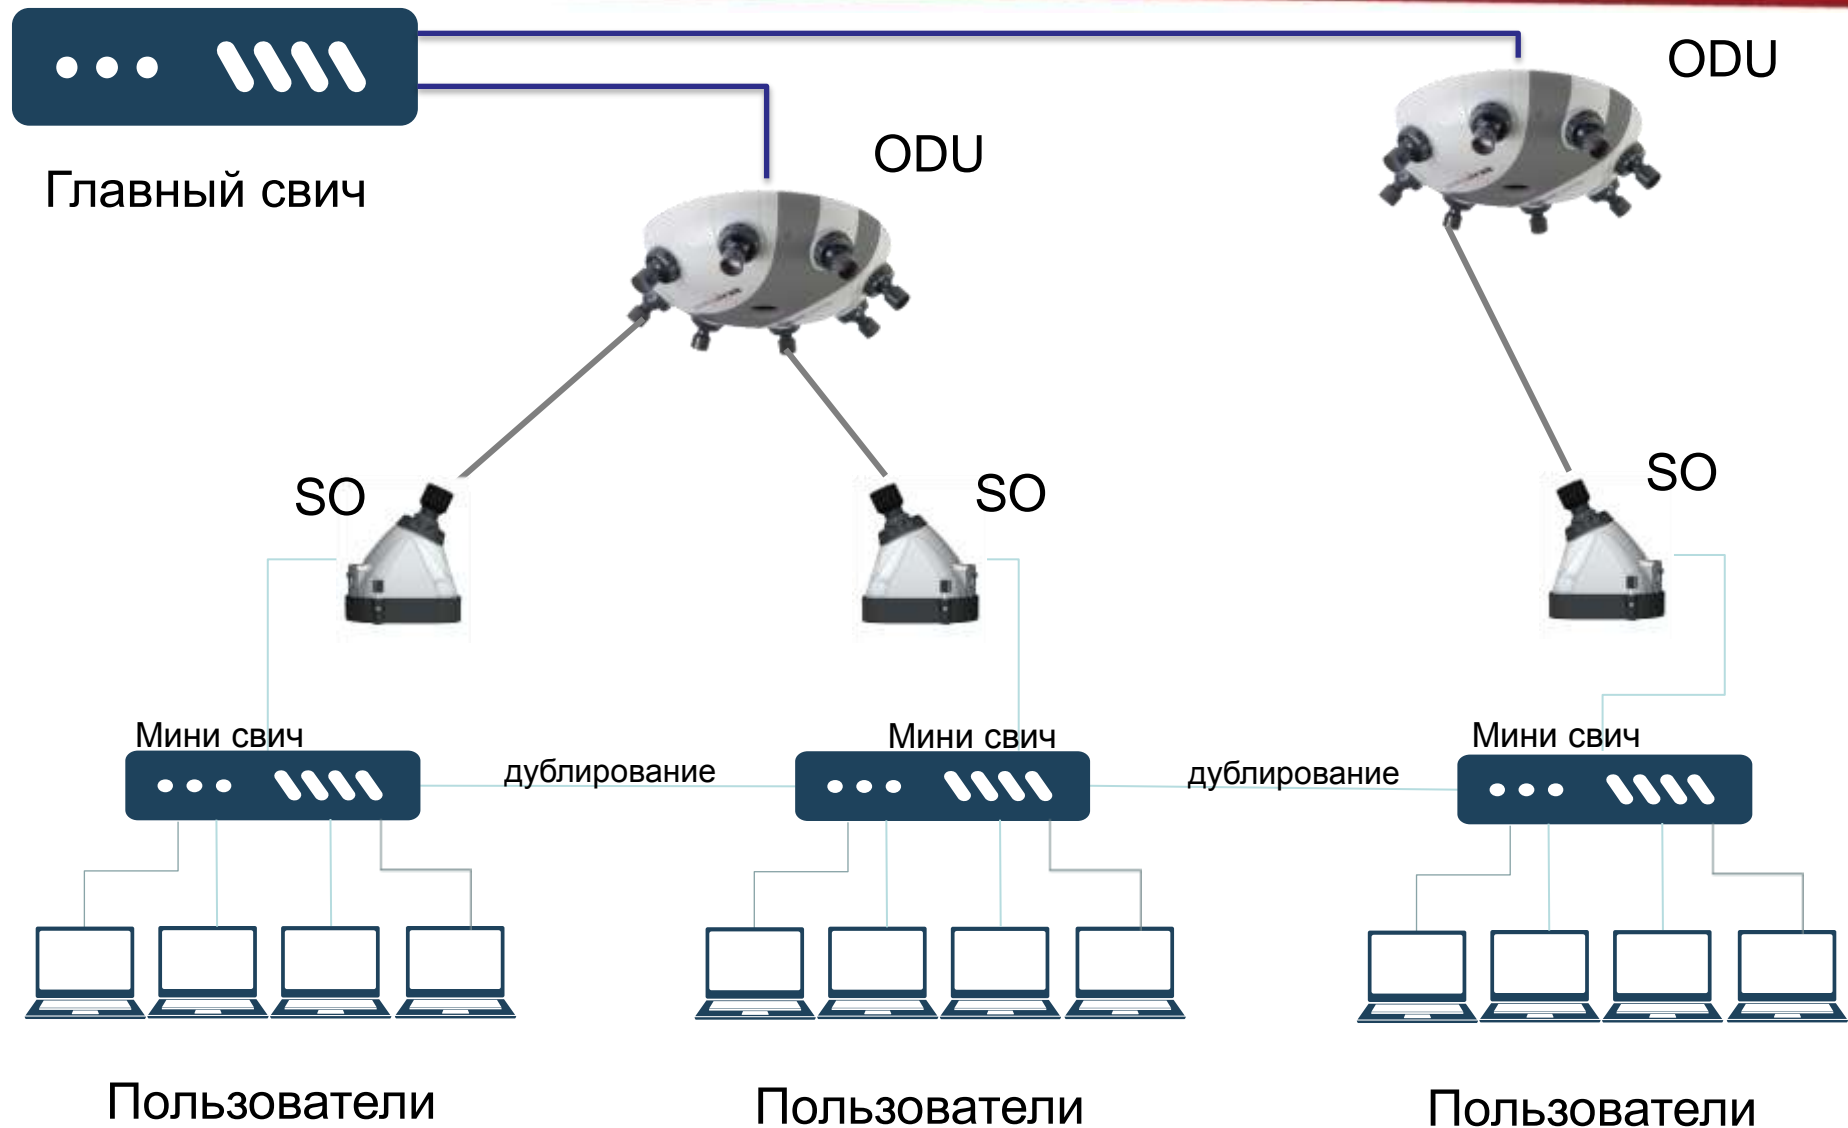 ODU
ODU
Главный свич
SO
SO
SO
Мини свич
Мини свич
Мини свич
дублирование
дублирование
Пользователи
Пользователи
Пользователи